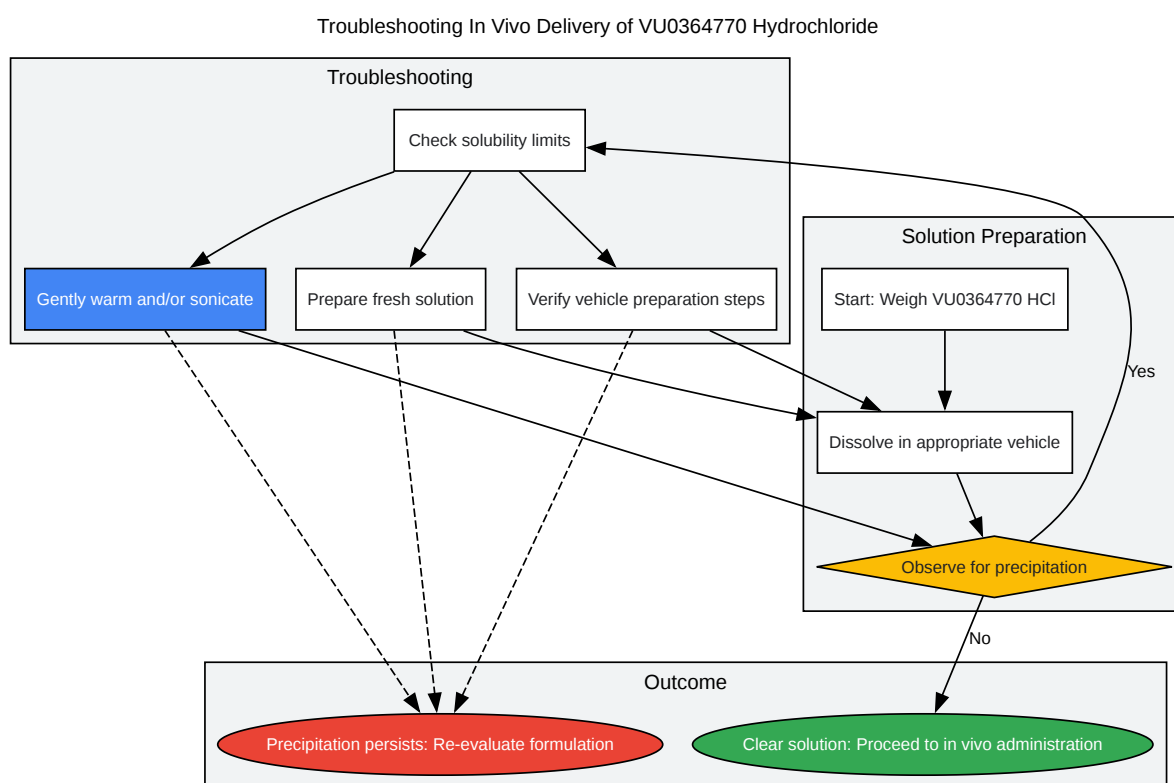 Troubleshooting In Vivo Delivery of VU0364770 Hydrochloride
Troubleshooting
Check solubility limits
Solution Preparation
Gently warm and/or sonicate
Prepare fresh solution
Verify vehicle preparation steps
Start: Weigh VU0364770 HCl
Yes
Dissolve in appropriate vehicle
Observe for precipitation
No
Outcome
Precipitation persists: Re-evaluate formulation
Clear solution: Proceed to in vivo administration